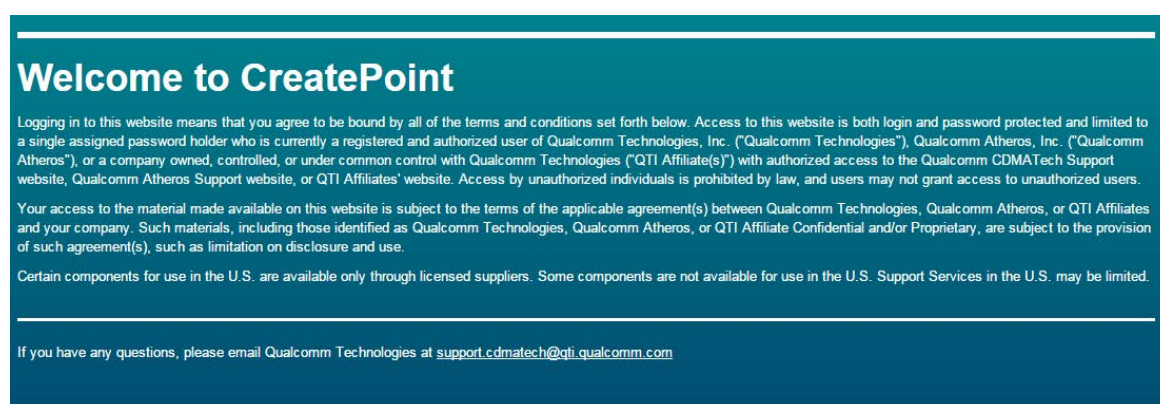 Welcome to CreatePoint
Logging in to this website means that you agree to be bound by all of the terms and conditions set forth below. Access to this website is both login and password protected and limited to
a single assigned password holder who is currently a registered and authorized user of Qualcomm Technologies, Inc. ("Qualcomm Technologies"), Qualcomm Atheros, Inc. ("Qualcomm
Atheros"), or a company owned, controlled, or under common control with Qualcomm Technologies ("QTI Affiliate(s)") with authorized access to the Qualcomm CDMATech Support
website, Qualcomm Atheros Support website, or QTI Affiliates' website. Access by unauthorized individuals is prohibited by law, and users may not grant access to unauthorized users.
Your access to the material made available on this website is subject to the terms of the applicable agreement(s) between Qualcomm Technologies, Qualcomm Atheros, or QTI Affiliates
and your company. Such materials, including those identified as Qualcomm Technologies, Qualcomm Atheros, or QTI Affiliate Confidential and/or Proprietary, are subject to the provision
of such agreement(s), such as limitation on disclosure and use.
Certain components for use in the U.S. are available only through licensed suppliers. Some components are not available for use in the U.S. Support Services in the U.S. may be limited.
If you have any questions, please email Qualcomm Technologies at support.cdmatech@qti.qualcomm.com